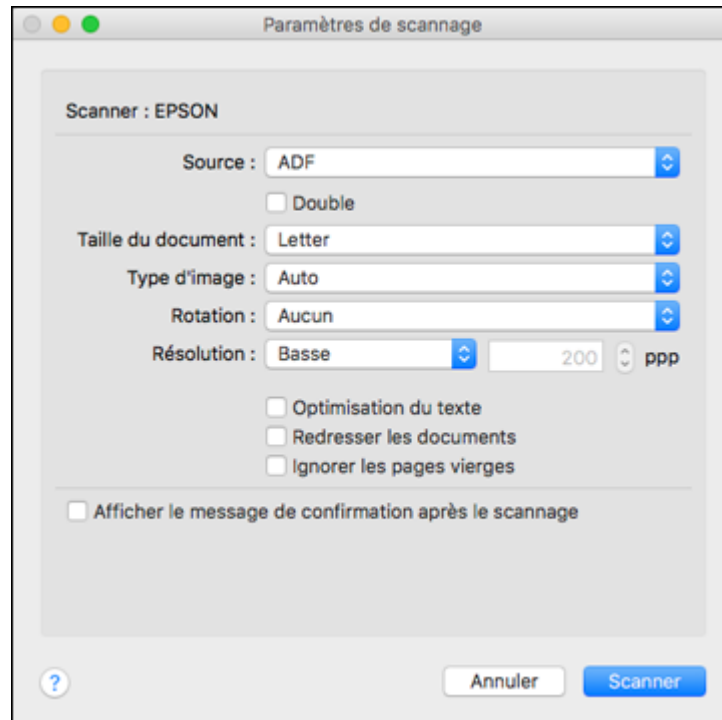 Paramètres de scannage
Scanner : EPSON
Source : ADF
Double
Taille du document : Letter
Type d'image : Auto
Rotation : Aucun
Résolution : Basse 200 ppp
Optimisation du texte
Redresser les documents
Ignorer les pages vierges
Afficher le message de confirmation après le scannage
? Annuler Scanner